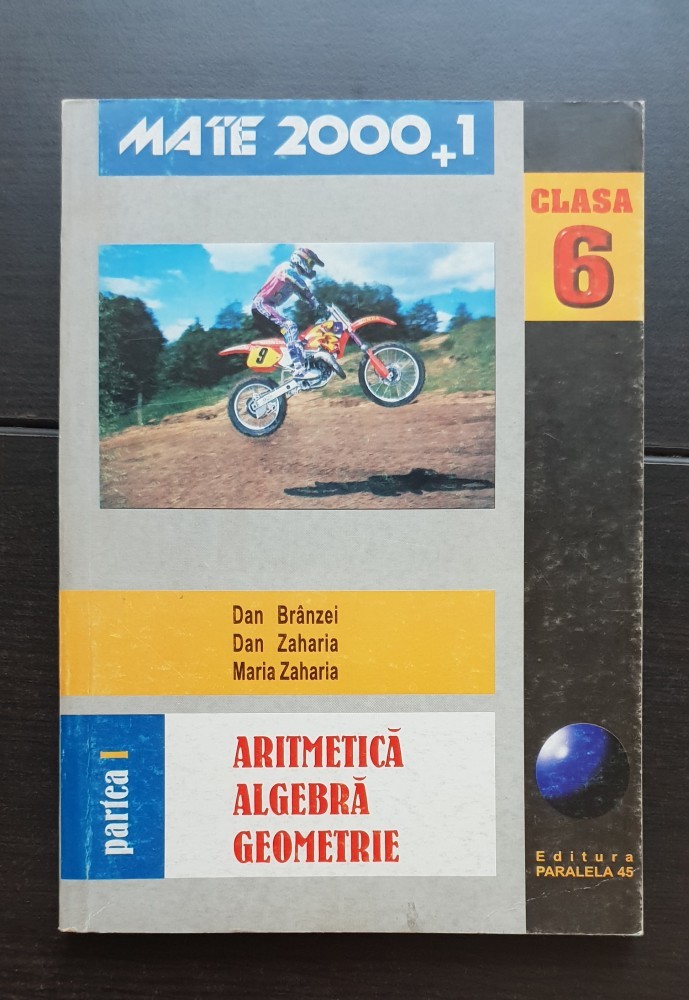 MATE 2000+1
CLASA
6
9
Dan Brânzei
Dan Zaharia
Maria Zaharia
partea I
ARITMETICĂ
ALGEBRĂ
GEOMETRIE
Editura
PARALELA 45